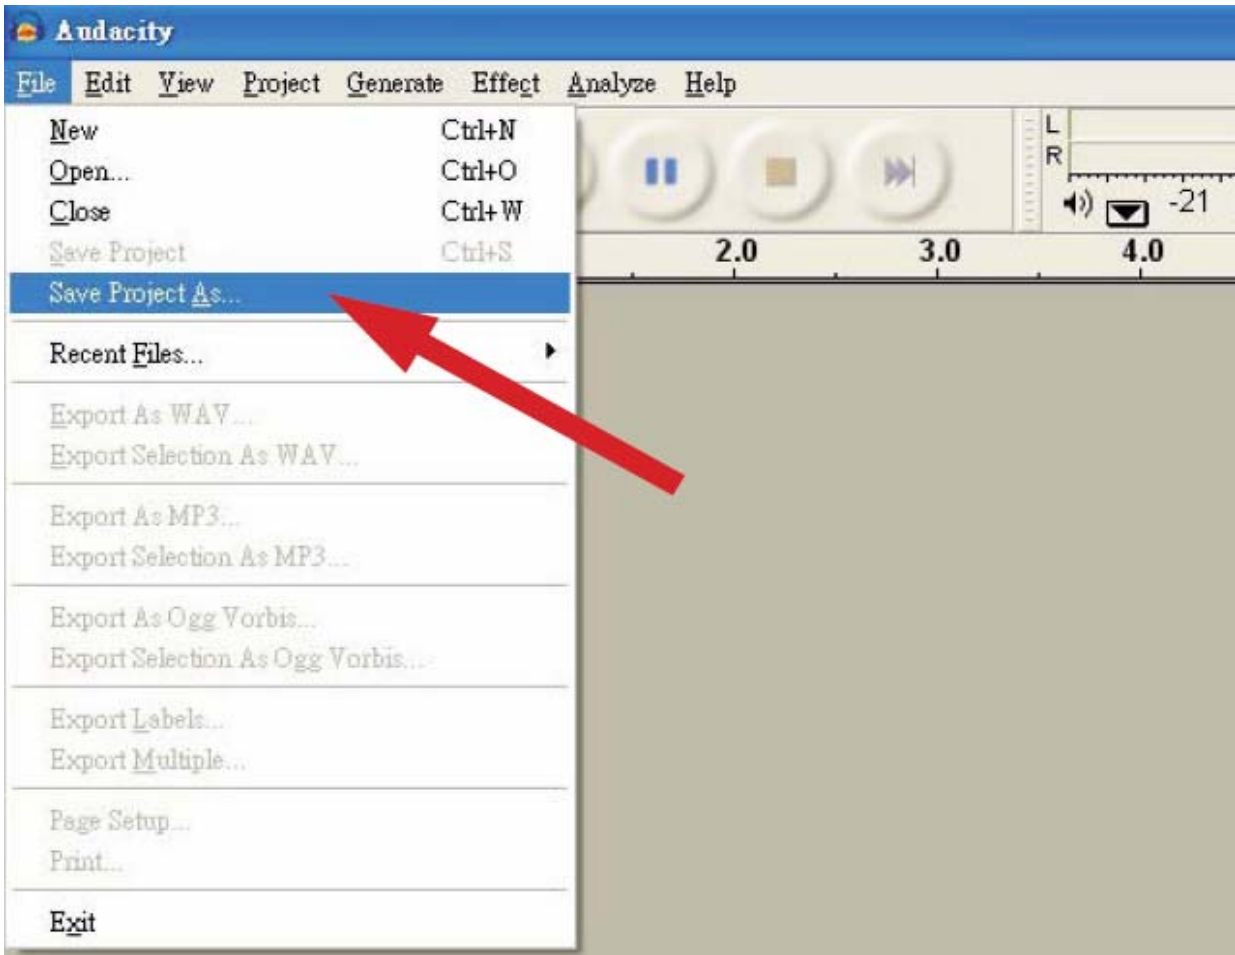 Audacity
File Edit View Project Generate Effect Analyze Help
New Ctrl+N
Open... Ctrl+O
Close Ctrl+W
Save Project Ctrl+S
Save Project As...
Recent Files...
Export As WAV...
Export Selection As WAV...
Export As MP3...
Export Selection As MP3...
Export As Ogg Vorbis...
Export Selection As Ogg Vorbis...
Export Labels...
Export Multiple...
Page Setup...
Print...
Exit
L
R
-21
2.0 3.0 4.0